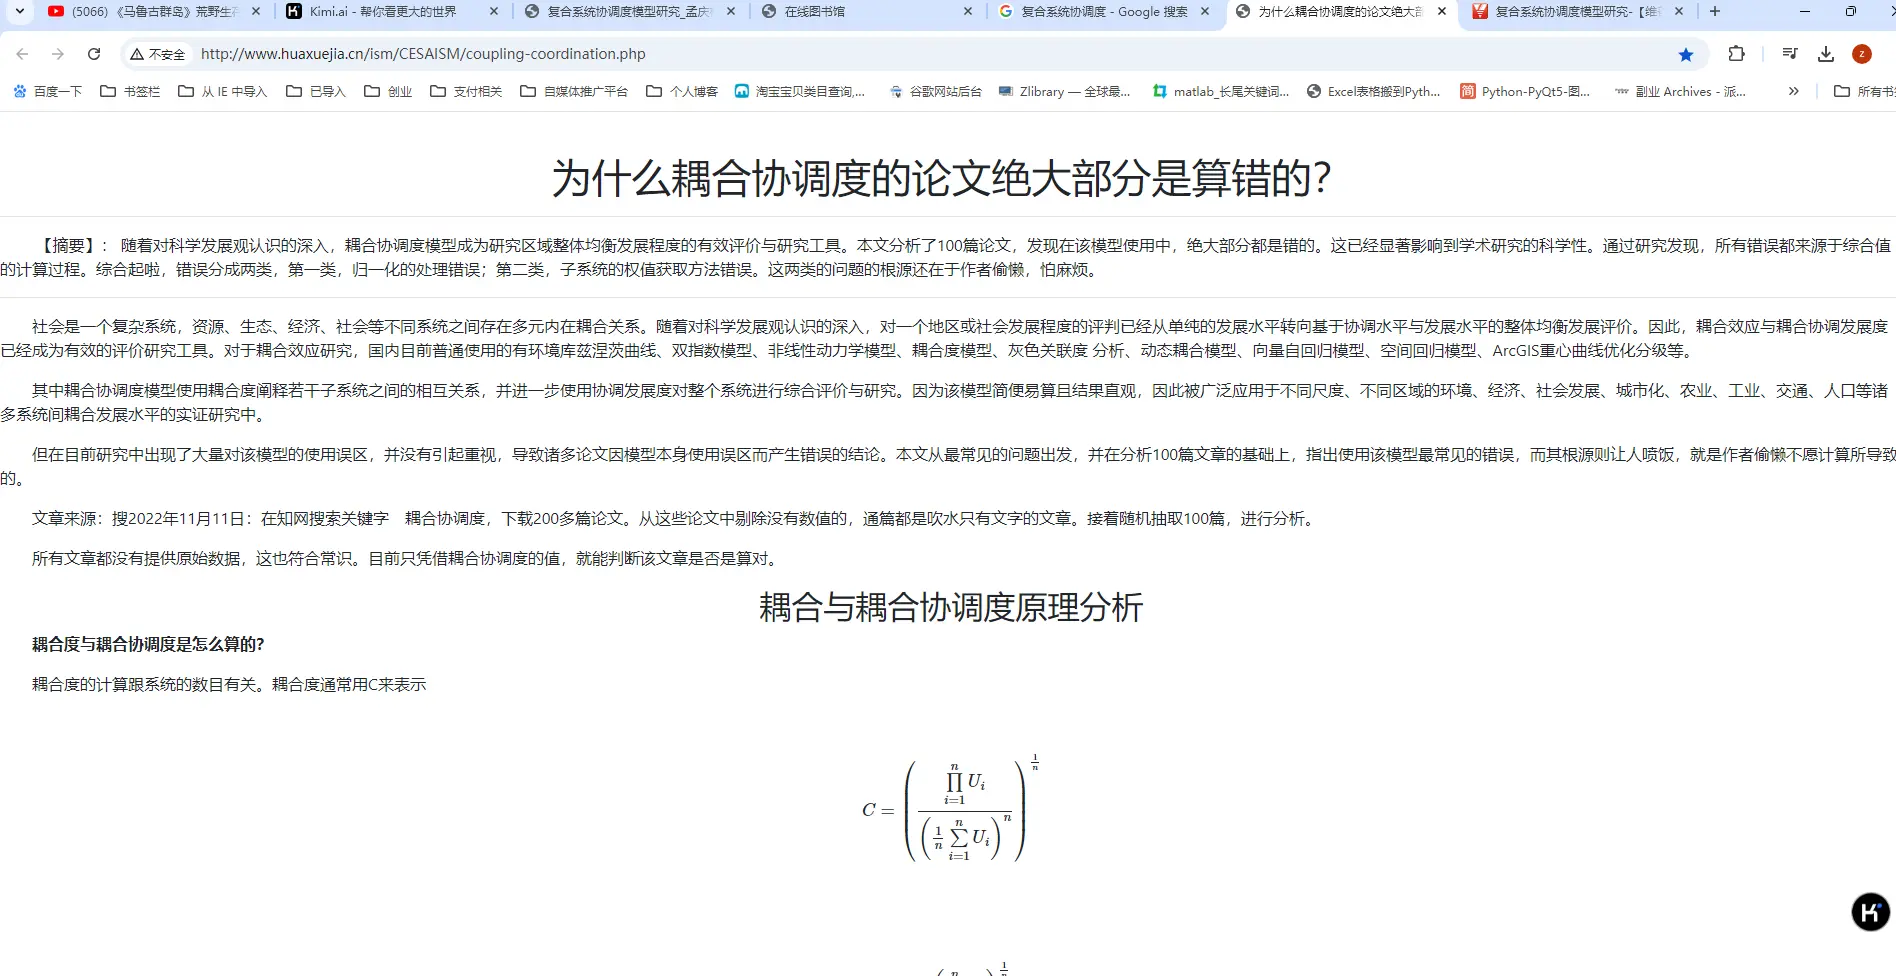 (5066) 《马鲁古群岛》荒野生存
Kimi.ai - 帮你看更大的世界
复合系统协调度模型研究_孟庆
在线图书馆
复合系统协调度 - Google 搜索
为什么耦合协调度的论文绝大部
复合系统协调度模型研究-【维
不安全
http://www.huaxuejia.cn/ism/CESAISM/coupling-coordination.php
Z
百度一下 书签栏 从 IE 中导入 已导入 创业 支付相关 自媒体推广平台 个人博客 淘宝宝贝类目查询,... 谷歌网站后台 Zlibrary — 全球最... matlab_长尾关键词... Excel表格搬到Pyth... 简 Python-PyQt5-图... 副业 Archives - 派... » 所有书签
为什么耦合协调度的论文绝大部分是算错的?
【摘要】: 随着对科学发展观认识的深入，耦合协调度模型成为研究区域整体均衡发展程度的有效评价与研究工具。本文分析了100篇论文，发现在该模型使用中，绝大部分都是错的。这已经显著影响到学术研究的科学性。通过研究发现，所有错误都来源于综合值
的计算过程。综合起啦，错误分成两类，第一类，归一化的处理错误；第二类，子系统的权值获取方法错误。这两类的问题的根源还在于作者偷懒，怕麻烦。
社会是一个复杂系统，资源、生态、经济、社会等不同系统之间存在多元内在耦合关系。随着对科学发展观认识的深入，对一个地区或社会发展程度的评判已经从单纯的发展水平转向基于协调水平与发展水平的整体均衡发展评价。因此，耦合效应与耦合协调发展度
已经成为有效的评价研究工具。对于耦合效应研究，国内目前普通使用的有环境库兹涅茨曲线、双指数模型、非线性动力学模型、耦合度模型、灰色关联度 分析、动态耦合模型、向量自回归模型、空间回归模型、ArcGIS重心曲线优化分级等。
其中耦合协调度模型使用耦合度阐释若干子系统之间的相互关系，并进一步使用协调发展度对整个系统进行综合评价与研究。因为该模型简便易算且结果直观，因此被广泛应用于不同尺度、不同区域的环境、经济、社会发展、城市化、农业、工业、交通、人口等诸
多系统间耦合发展水平的实证研究中。
但在目前研究中出现了大量对该模型的使用误区，并没有引起重视，导致诸多论文因模型本身使用误区而产生错误的结论。本文从最常见的问题出发，并在分析100篇文章的基础上，指出使用该模型最常见的错误，而其根源则让人喷饭，就是作者偷懒不愿计算所导致
的。
文章来源：搜2022年11月11日：在知网搜索关键字 耦合协调度，下载200多篇论文。从这些论文中剔除没有数值的，通篇都是吹水只有文字的文章。接着随机抽取100篇，进行分析。
所有文章都没有提供原始数据，这也符合常识。目前只凭借耦合协调度的值，就能判断该文章是否是算对。
耦合与耦合协调度原理分析
耦合度与耦合协调度是怎么算的?
耦合度的计算跟系统的数目有关。耦合度通常用C来表示
C = ( ∏_{i=1}^{n} U_i / ( (1/n) ∑_{i=1}^{n} U_i )^n )^{1/n}